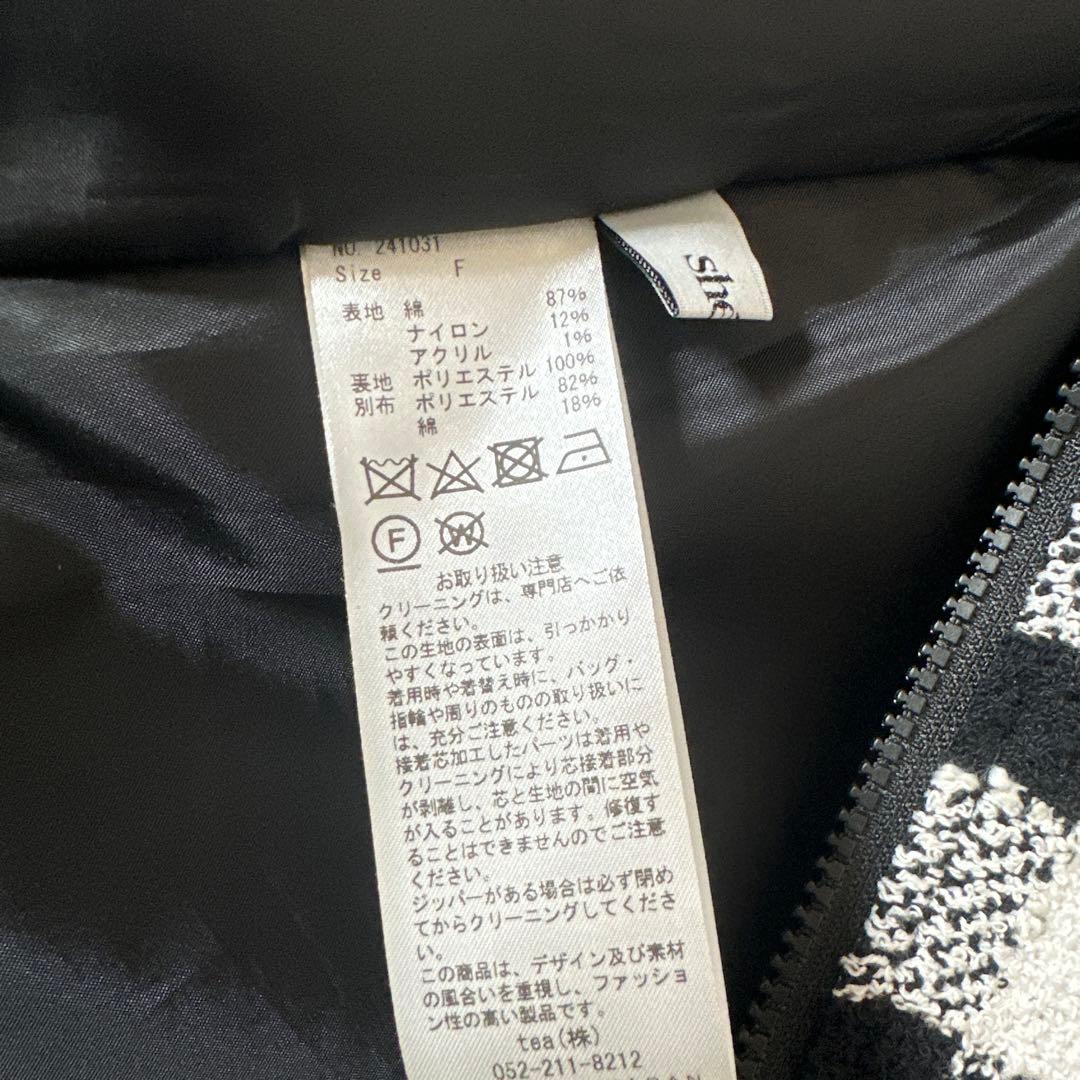 NO. 241031
Size F
表地 綿 87%
ナイロン 12%
アクリル 1%
裏地 ポリエステル 100%
別布 ポリエステル 82%
綿 18%
F
W
お取り扱い注意
クリーニングは、専門店へご依
頼ください。
この生地の表面は、引っかかり
やすくなっています。
着用時や着替え時に、バッグ・
指輪や周りのものの取り扱いに
は、充分ご注意ください。
接着芯加工したパーツは着用や
クリーニングにより芯接着部分
が剥離し、芯と生地の間に空気
が入ることがあります。修復す
ることはできませんのでご注意
ください。
ジッパーがある場合は必ず閉め
てからクリーニングしてくださ
い。
この商品は、デザイン及び素材
の風合いを重視し、ファッショ
ン性の高い製品です。
tea(株)
052-211-8212
she